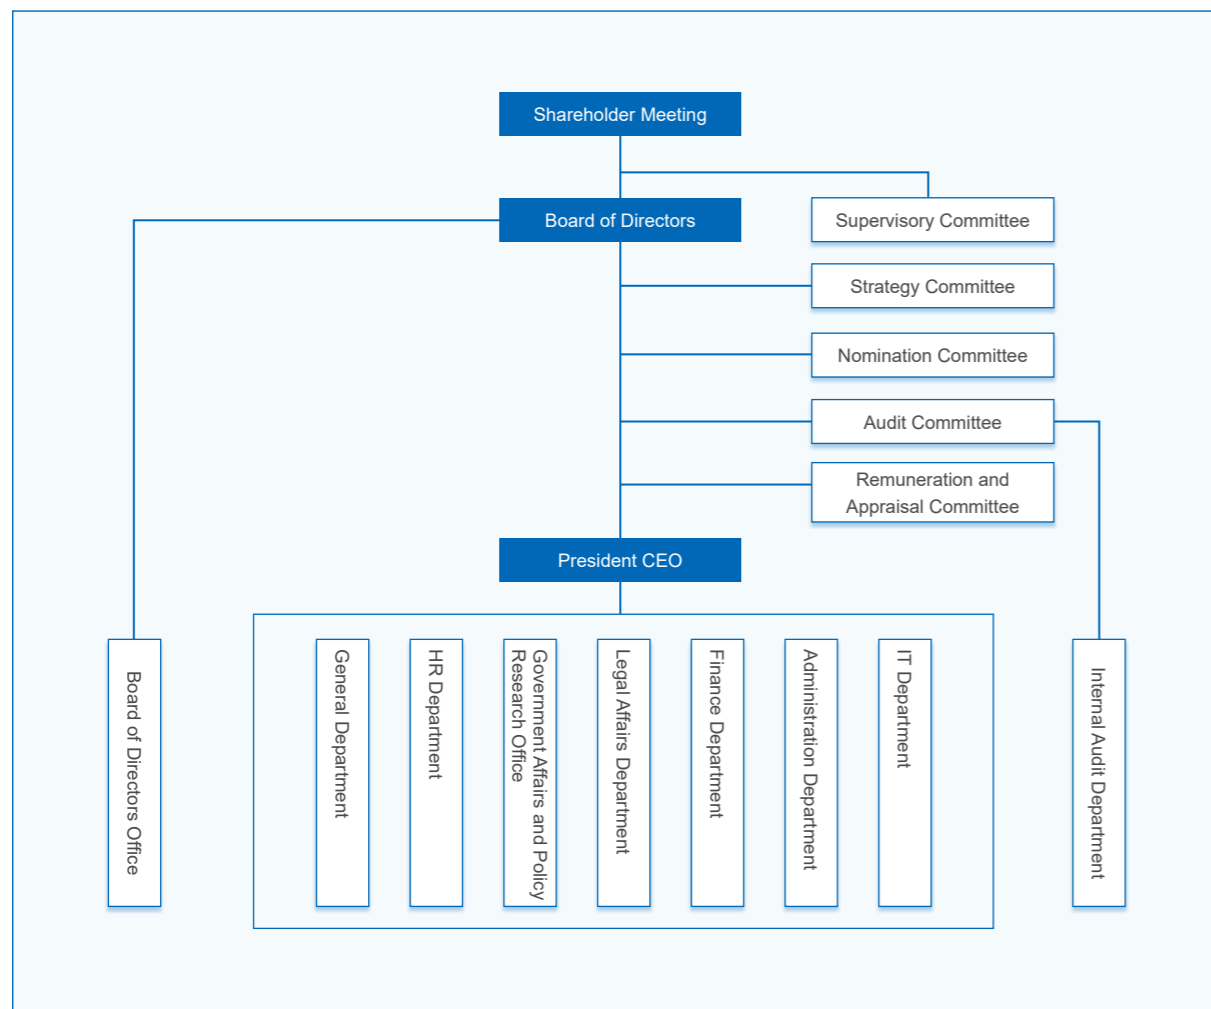 Shareholder Meeting
Board of Directors
Supervisory Committee
Strategy Committee
Nomination Committee
Audit Committee
Remuneration and
Appraisal Committee
President CEO
Board of Directors Office
General Department
HR Department
Government Affairs and Policy
Research Office
Legal Affairs Department
Finance Department
Administration Department
IT Department
Internal Audit Department